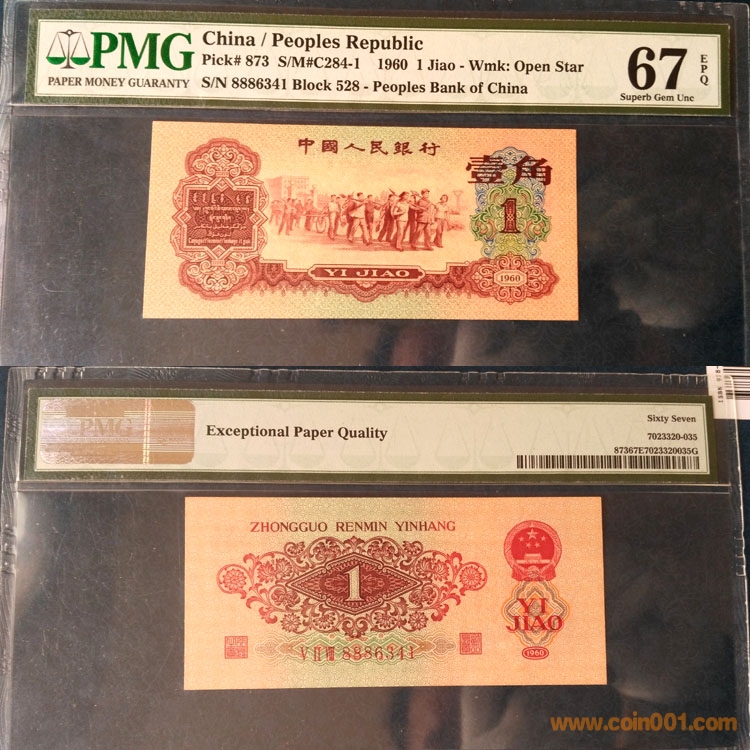 PMG
PAPER MONEY GUARANTY
China / Peoples Republic
Pick# 873 S/M#C284-1 1960 1 Jiao - Wmk: Open Star
S/N 8886341 Block 528 - Peoples Bank of China
67
EPQ
Superb Gem Unc
中國人民銀行
壹角
1
YI JIAO
1960
PMG
Exceptional Paper Quality
Sixty Seven
7023320-035
87367E7023320035G
ZHONGGUO RENMIN YINHANG
1
YI
JIAO
V II VIII 8886341
1960
www.coin001.com